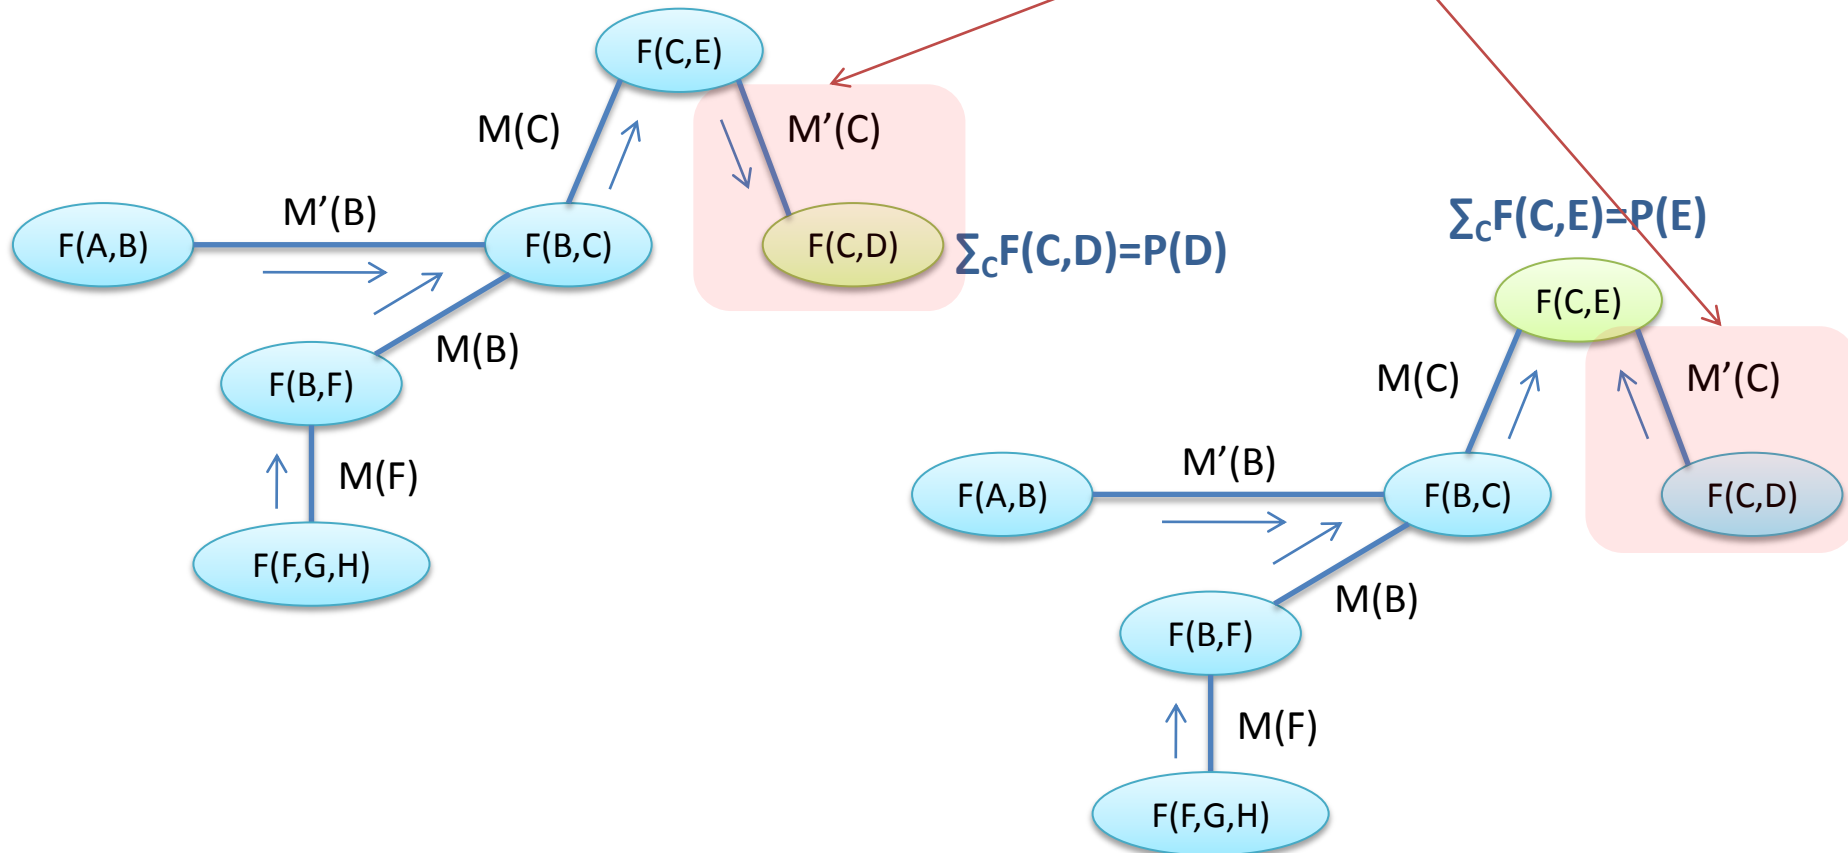 F(C,E)
M(C)
M’(C)
M’(B)
F(A,B)
F(B,C)
F(C,D)
∑CF(C,D)=P(D)
M(B)
F(B,F)
M(F)
F(F,G,H)
∑CF(C,E)=P(E)
F(C,E)
M(C)
M’(C)
M’(B)
F(A,B)
F(B,C)
F(C,D)
M(B)
F(B,F)
M(F)
F(F,G,H)